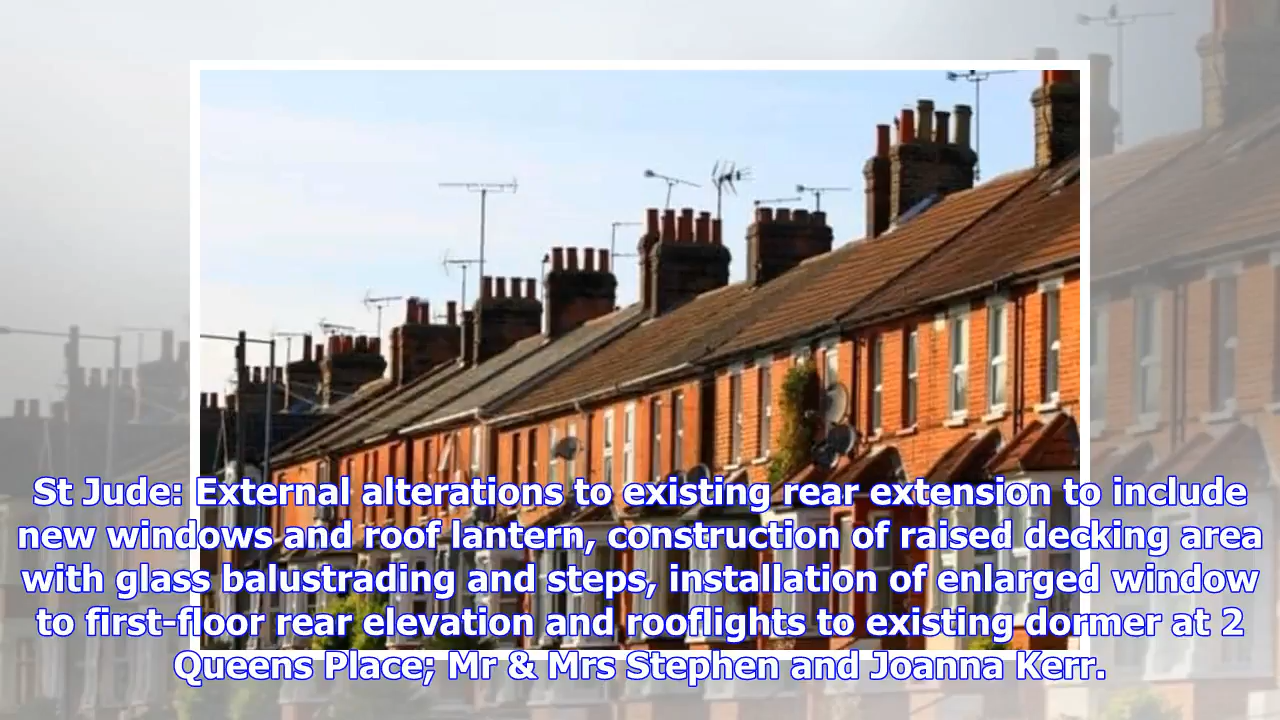 St Jude: External alterations to existing rear extension to include
new windows and roof lantern, construction of raised decking area
with glass balustrading and steps, installation of enlarged window
to first-floor rear elevation and rooflights to existing dormer at 2
Queens Place; Mr & Mrs Stephen and Joanna Kerr.